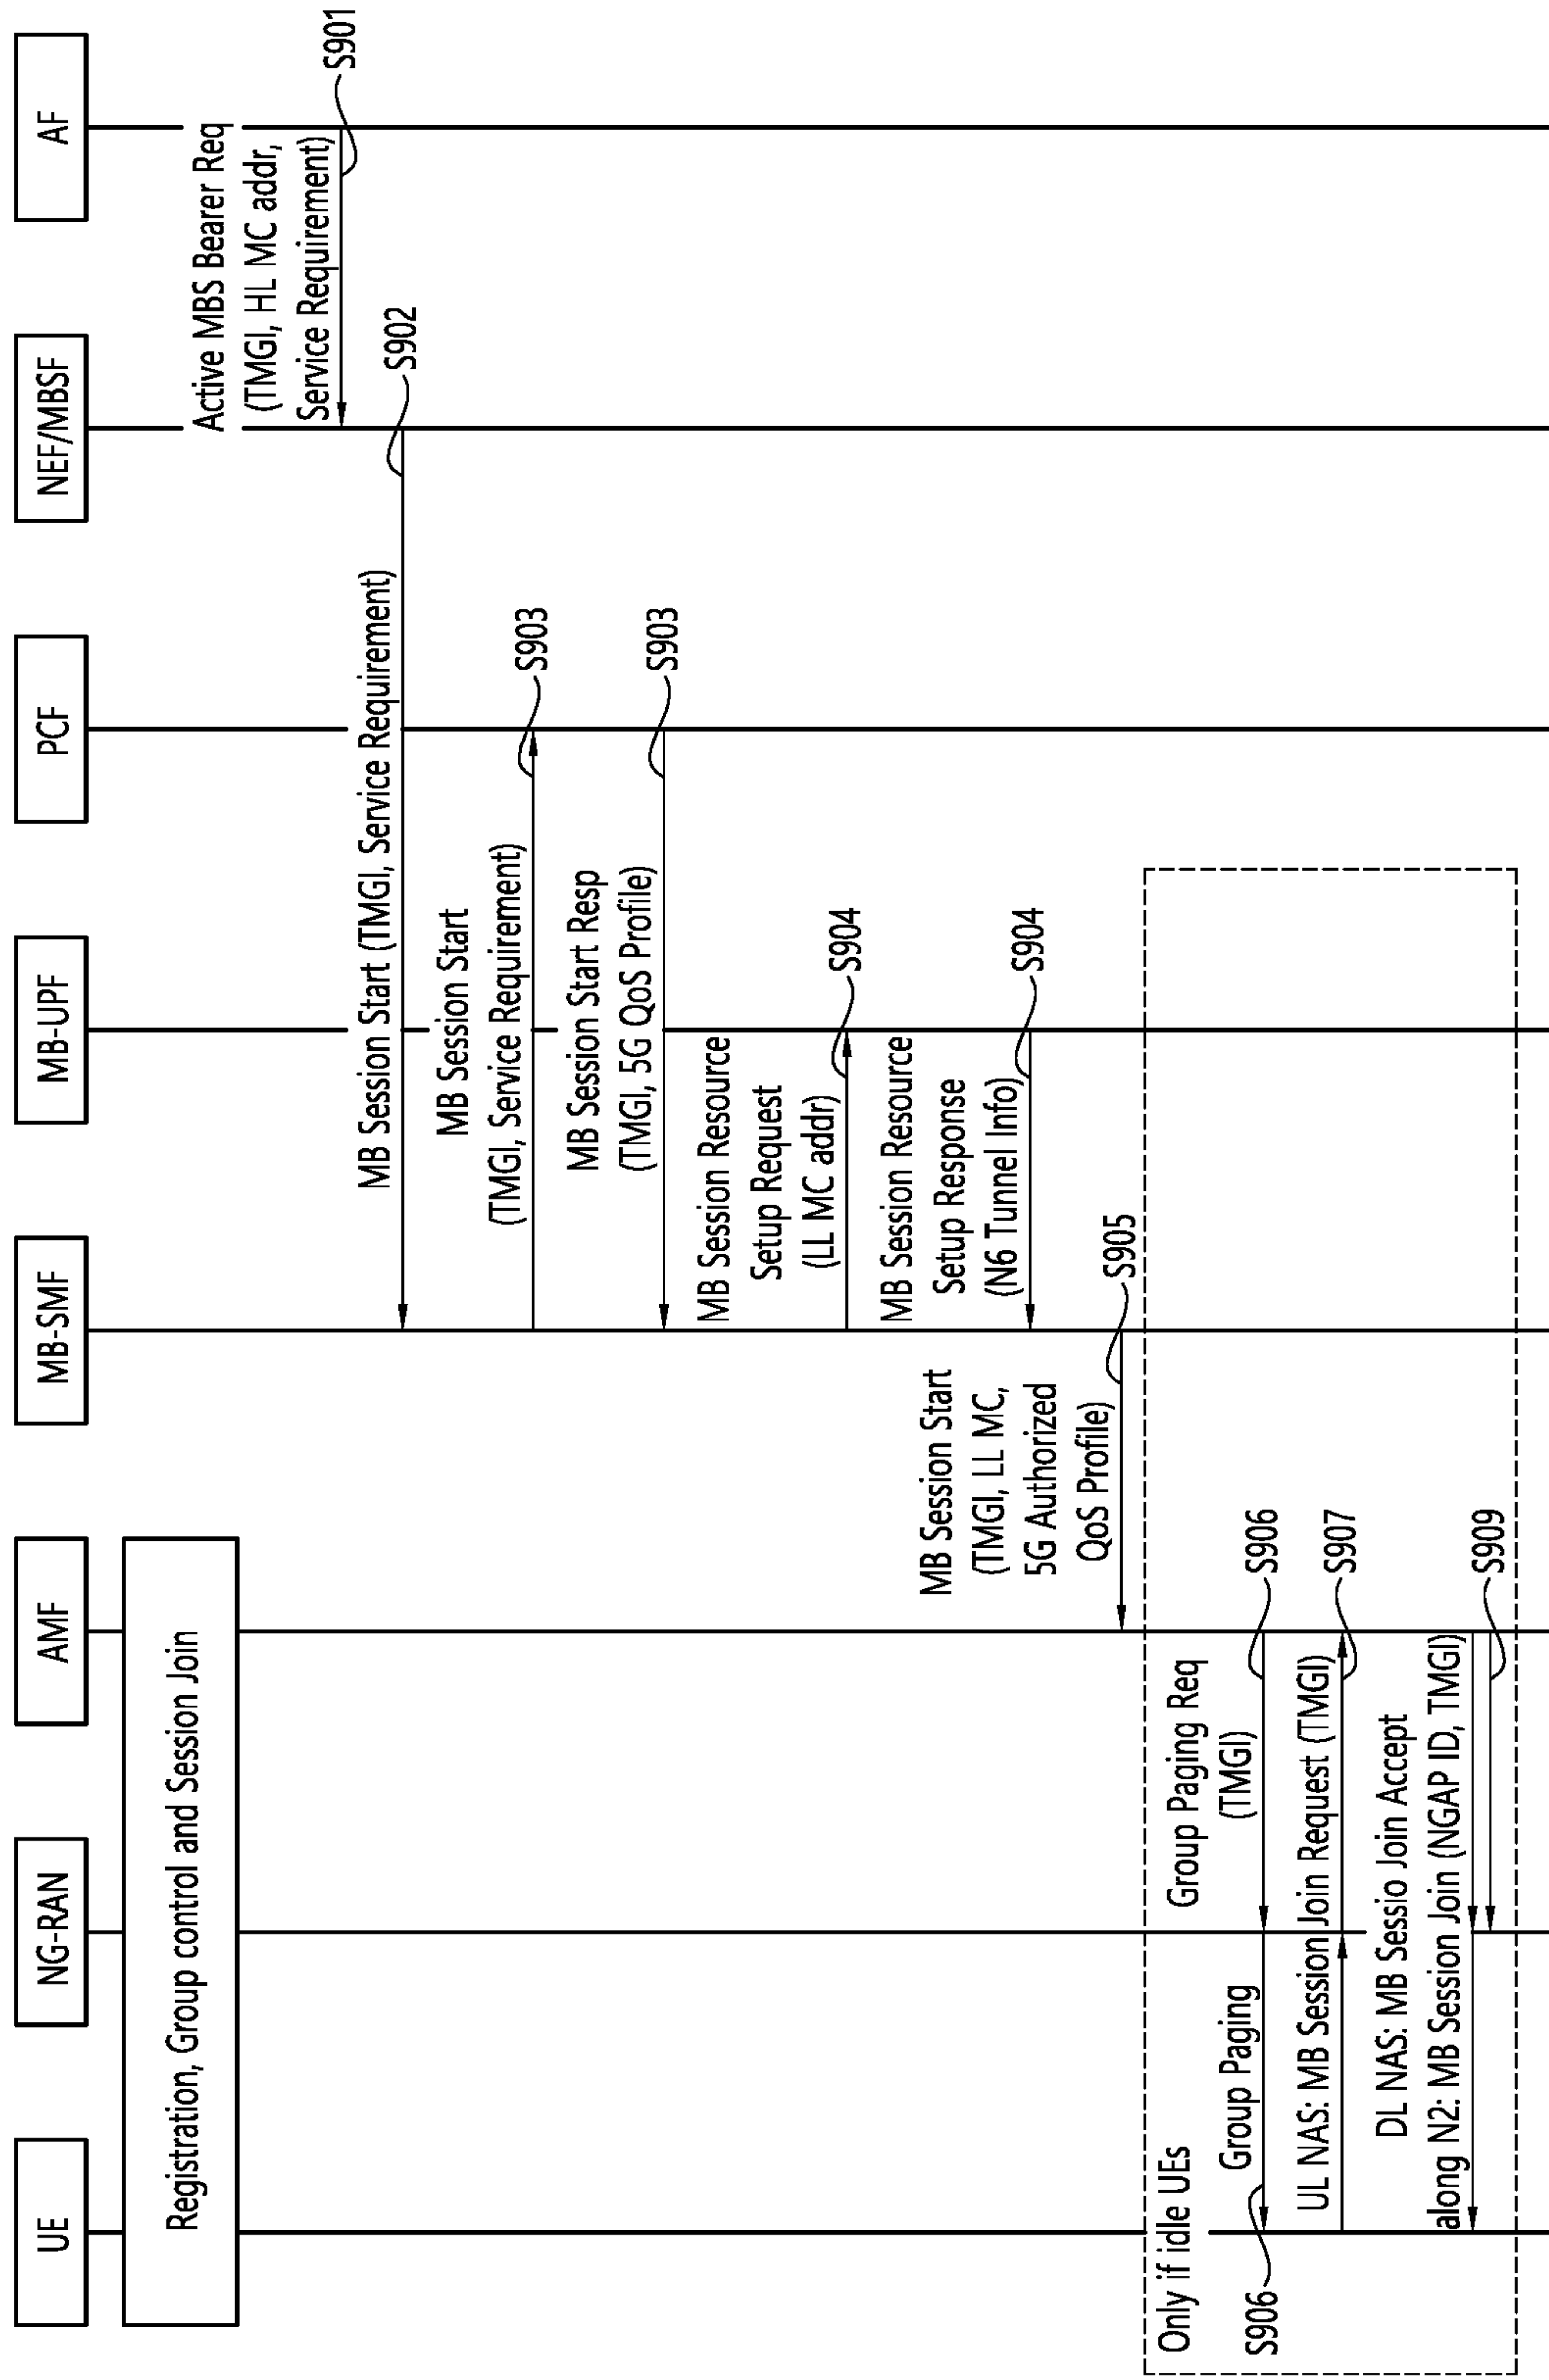 UE
NG-RAN
AMF
MB-SMF
MB-UPF
PCF
NEF/MBSF
AF
Registration, Group control and Session Join
Active MBS Bearer Req
(TMGI, HL MC addr,
Service Requirement)
S901
MB Session Start (TMGI, Service Requirement)
S902
MB Session Start
(TMGI, Service Requirement)
S903
MB Session Start Resp
(TMGI, 5G QoS Profile)
S903
MB Session Resource
Setup Request
(LL MC addr)
S904
MB Session Resource
Setup Response
(N6 Tunnel Info)
S904
MB Session Start
(TMGI, LL MC,
5G Authorized
QoS Profile)
S905
Only if idle UEs
Group Paging Req
(TMGI)
S906
Group Paging
S906
UL NAS: MB Session Join Request (TMGI)
S907
DL NAS: MB Sessio Join Accept
along N2: MB Session Join (NGAP ID, TMGI)
S909